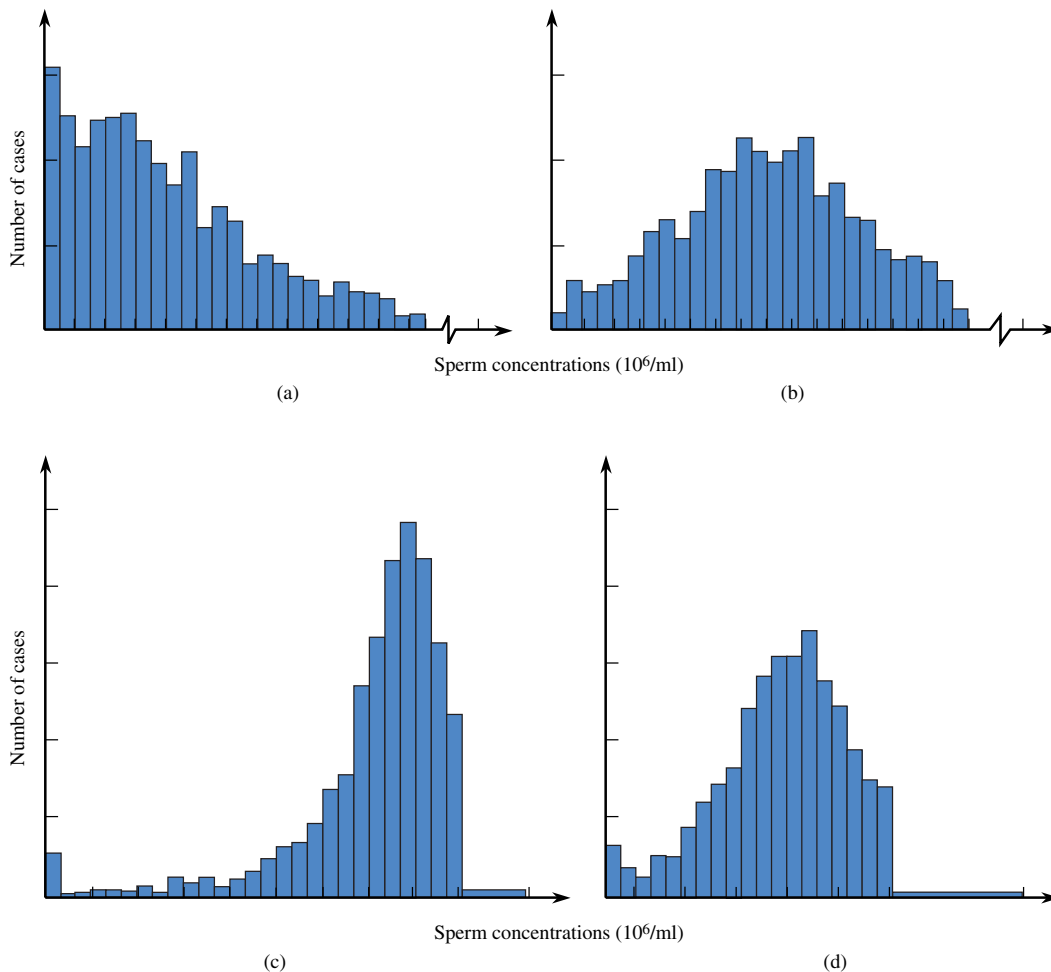 Number of cases
Sperm concentrations (10⁶/ml)
(a)
(b)
Number of cases
Sperm concentrations (10⁶/ml)
(c)
(d)